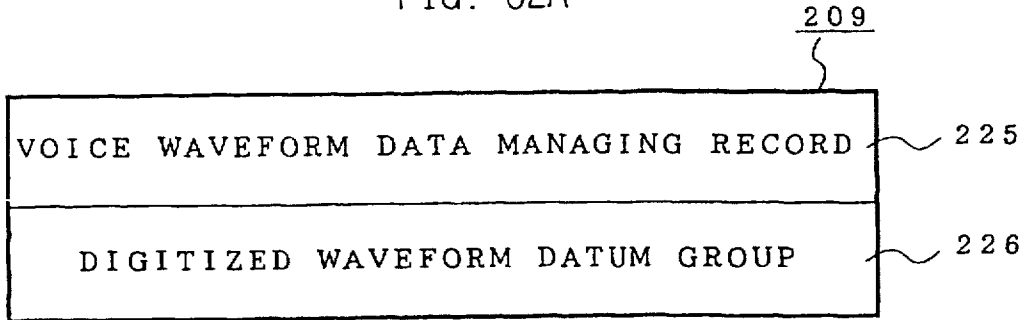 209
VOICE WAVEFORM DATA MANAGING RECORD 225
DIGITIZED WAVEFORM DATUM GROUP 226